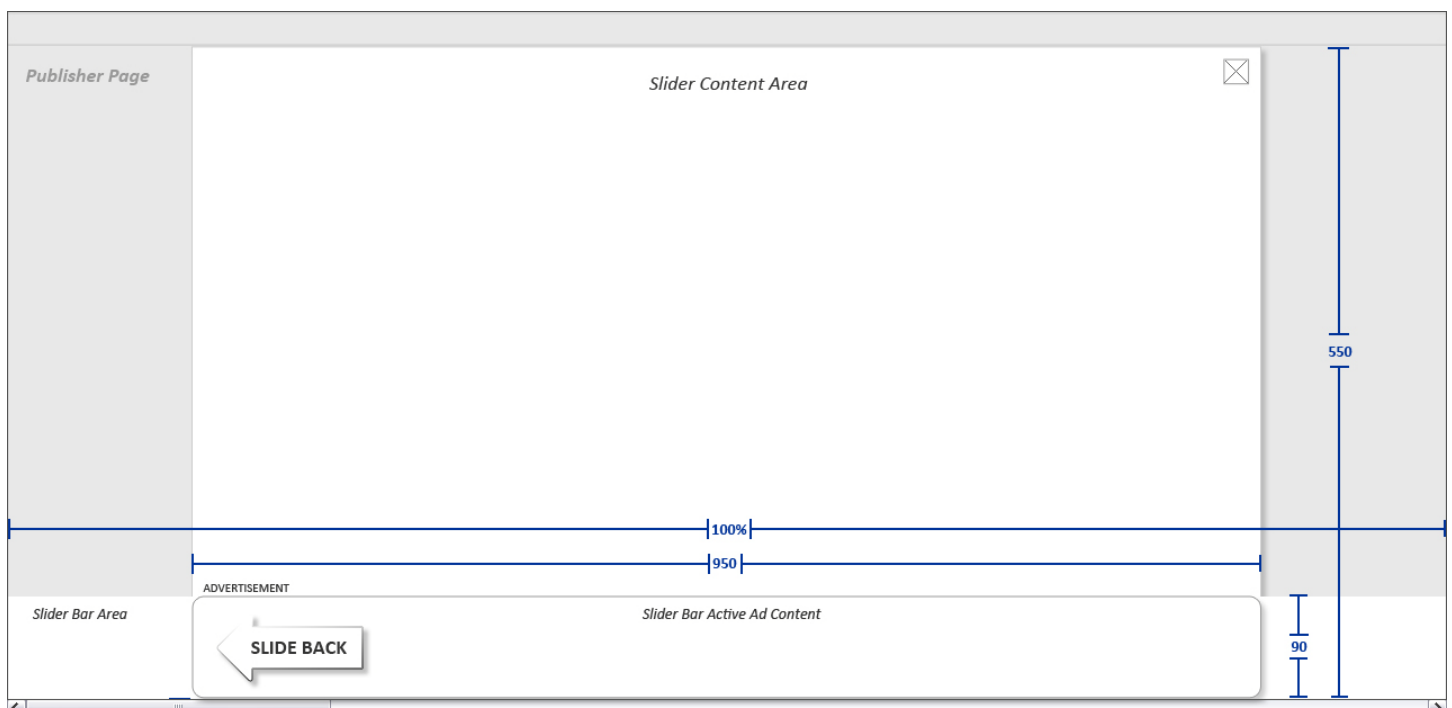 Publisher Page
Slider Content Area
550
100%
950
ADVERTISEMENT
Slider Bar Area
Slider Bar Active Ad Content
SLIDE BACK
90